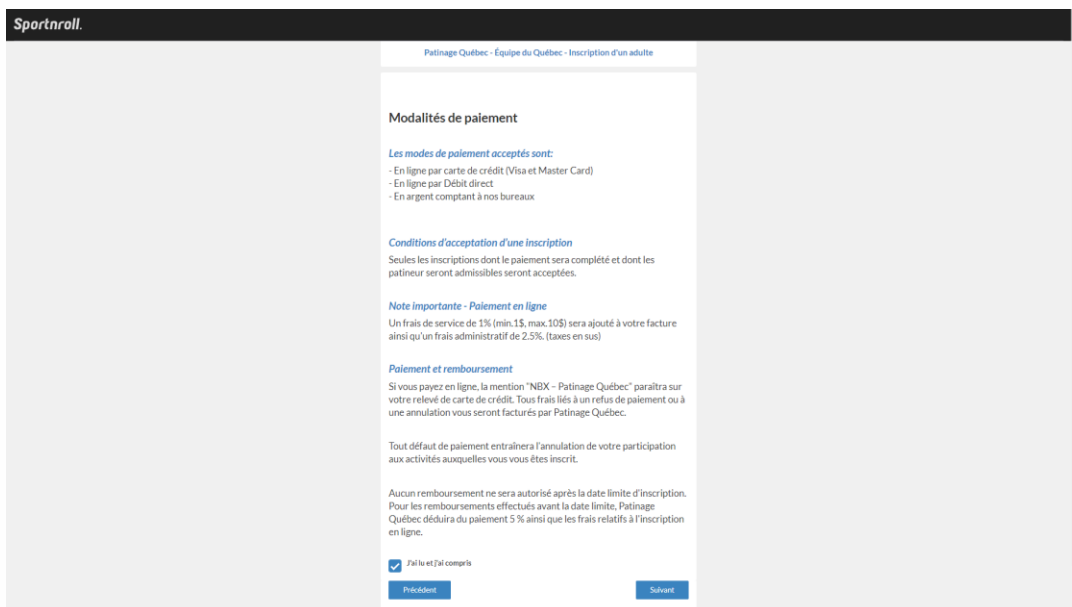 Sportnroll.
Patinage Québec - Équipe du Québec - Inscription d'un adulte
Modalités de paiement
Les modes de paiement acceptés sont:
- En ligne par carte de crédit (Visa et Master Card)
- En ligne par Débit direct
- En argent comptant à nos bureaux
Conditions d'acceptation d'une inscription
Seules les inscriptions dont le paiement sera complété et dont les
patineur seront admissibles seront acceptées.
Note importante - Paiement en ligne
Un frais de service de 1% (min.1$, max.10$) sera ajouté à votre facture
ainsi qu'un frais administratif de 2.5%. (taxes en sus)
Paiement et remboursement
Si vous payez en ligne, la mention "NBX – Patinage Québec" paraîtra sur
votre relevé de carte de crédit. Tous frais liés à un refus de paiement ou à
une annulation vous seront facturés par Patinage Québec.
Tout défaut de paiement entraînera l'annulation de votre participation
aux activités auxquelles vous vous êtes inscrit.
Aucun remboursement ne sera autorisé après la date limite d'inscription.
Pour les remboursements effectués avant la date limite, Patinage
Québec déduira du paiement 5 % ainsi que les frais relatifs à l'inscription
en ligne.
J'ai lu et j'ai compris
Précédent
Suivant